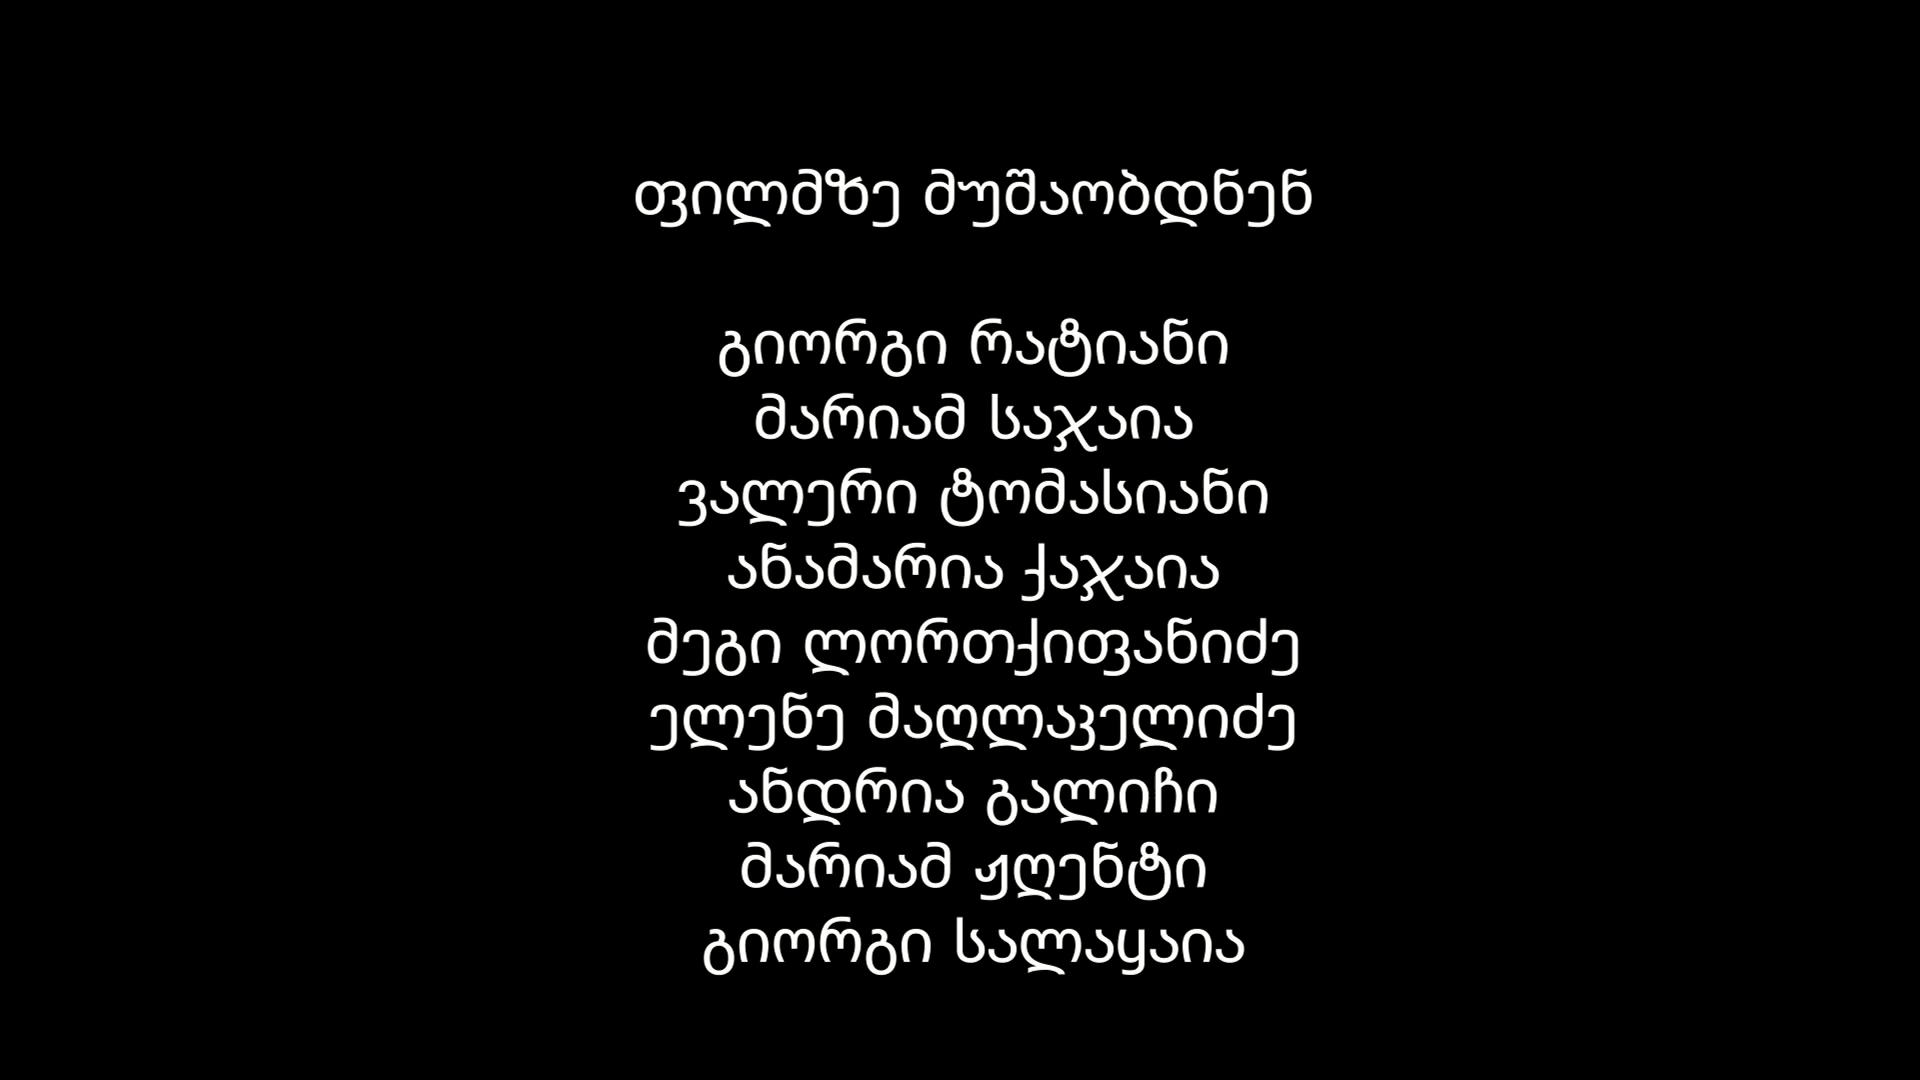 ფილმზე მუშაობდნენ
გიორგი რატიანი
მარიამ საჯაია
ვალერი ტომასიანი
ანამარია ქაჯაია
მეგი ლორთქიფანიძე
ელენე მაღლაკელიძე
ანდრია გალიჩი
მარიამ ჟღენტი
გიორგი სალაყაია